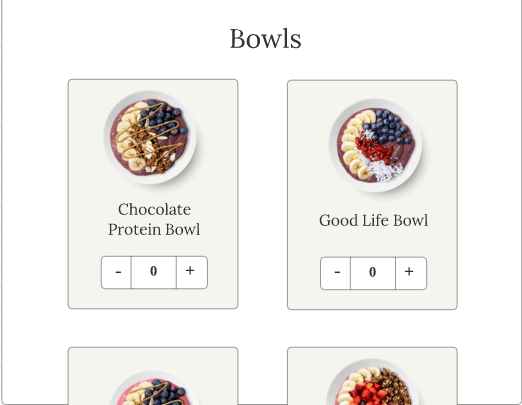 Bowls
Chocolate
Protein Bowl
Good Life Bowl
- 0 +
- 0 +